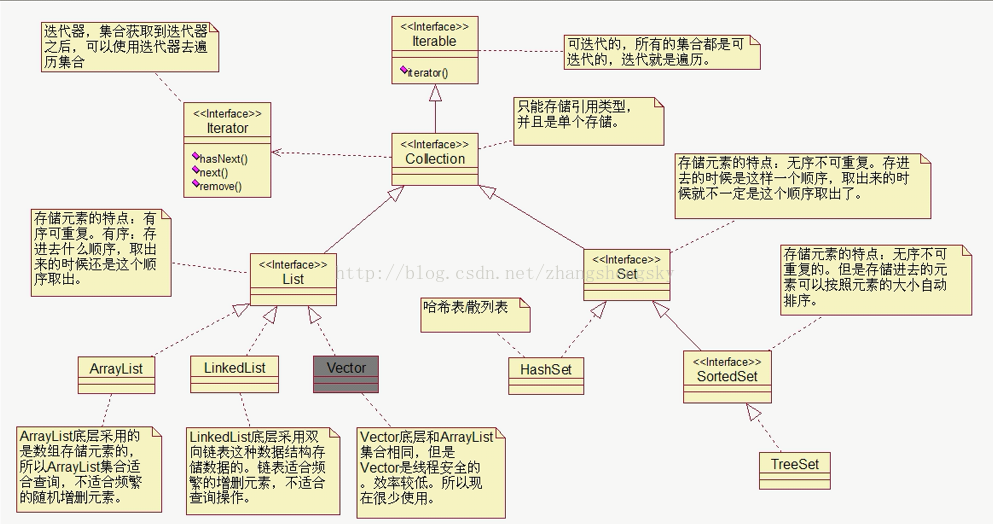 迭代器，集合获取到迭代器
之后，可以使用迭代器去遍
历集合
<<Interface>>
Iterable
iterator()
可迭代的，所有的集合都是可
迭代的，迭代就是遍历。
<<Interface>>
Iterator
hasNext()
next()
remove()
只能存储引用类型，
并且是单个存储。
<<Interface>>
Collection
存储元素的特点：无序不可重复。存进
去的时候是这样一个顺序，取出来的时
候就不一定是这个顺序取出了。
存储元素的特点：有
序可重复。有序：存
进去什么顺序，取出
来的时候还是这个顺
序取出。
<<Interface>>
List
http://blog.csdn.net/zhangshengsky
<<Interface>>
Set
存储元素的特点：无序不可
重复的。但是存储进去的元
素可以按照元素的大小自动
排序。
哈希表/散列表
ArrayList
LinkedList
Vector
HashSet
<<Interface>>
SortedSet
ArrayList底层采用的
是数组存储元素的，
所以ArrayList集合适
合查询，不适合频繁
的随机增删元素。
LinkedList底层采用双
向链表这种数据结构存
储数据的。链表适合频
繁的增删元素，不适合
查询操作。
Vector底层和ArrayList
集合相同，但是
Vector是线程安全的
。效率较低。所以现
在很少使用。
TreeSet